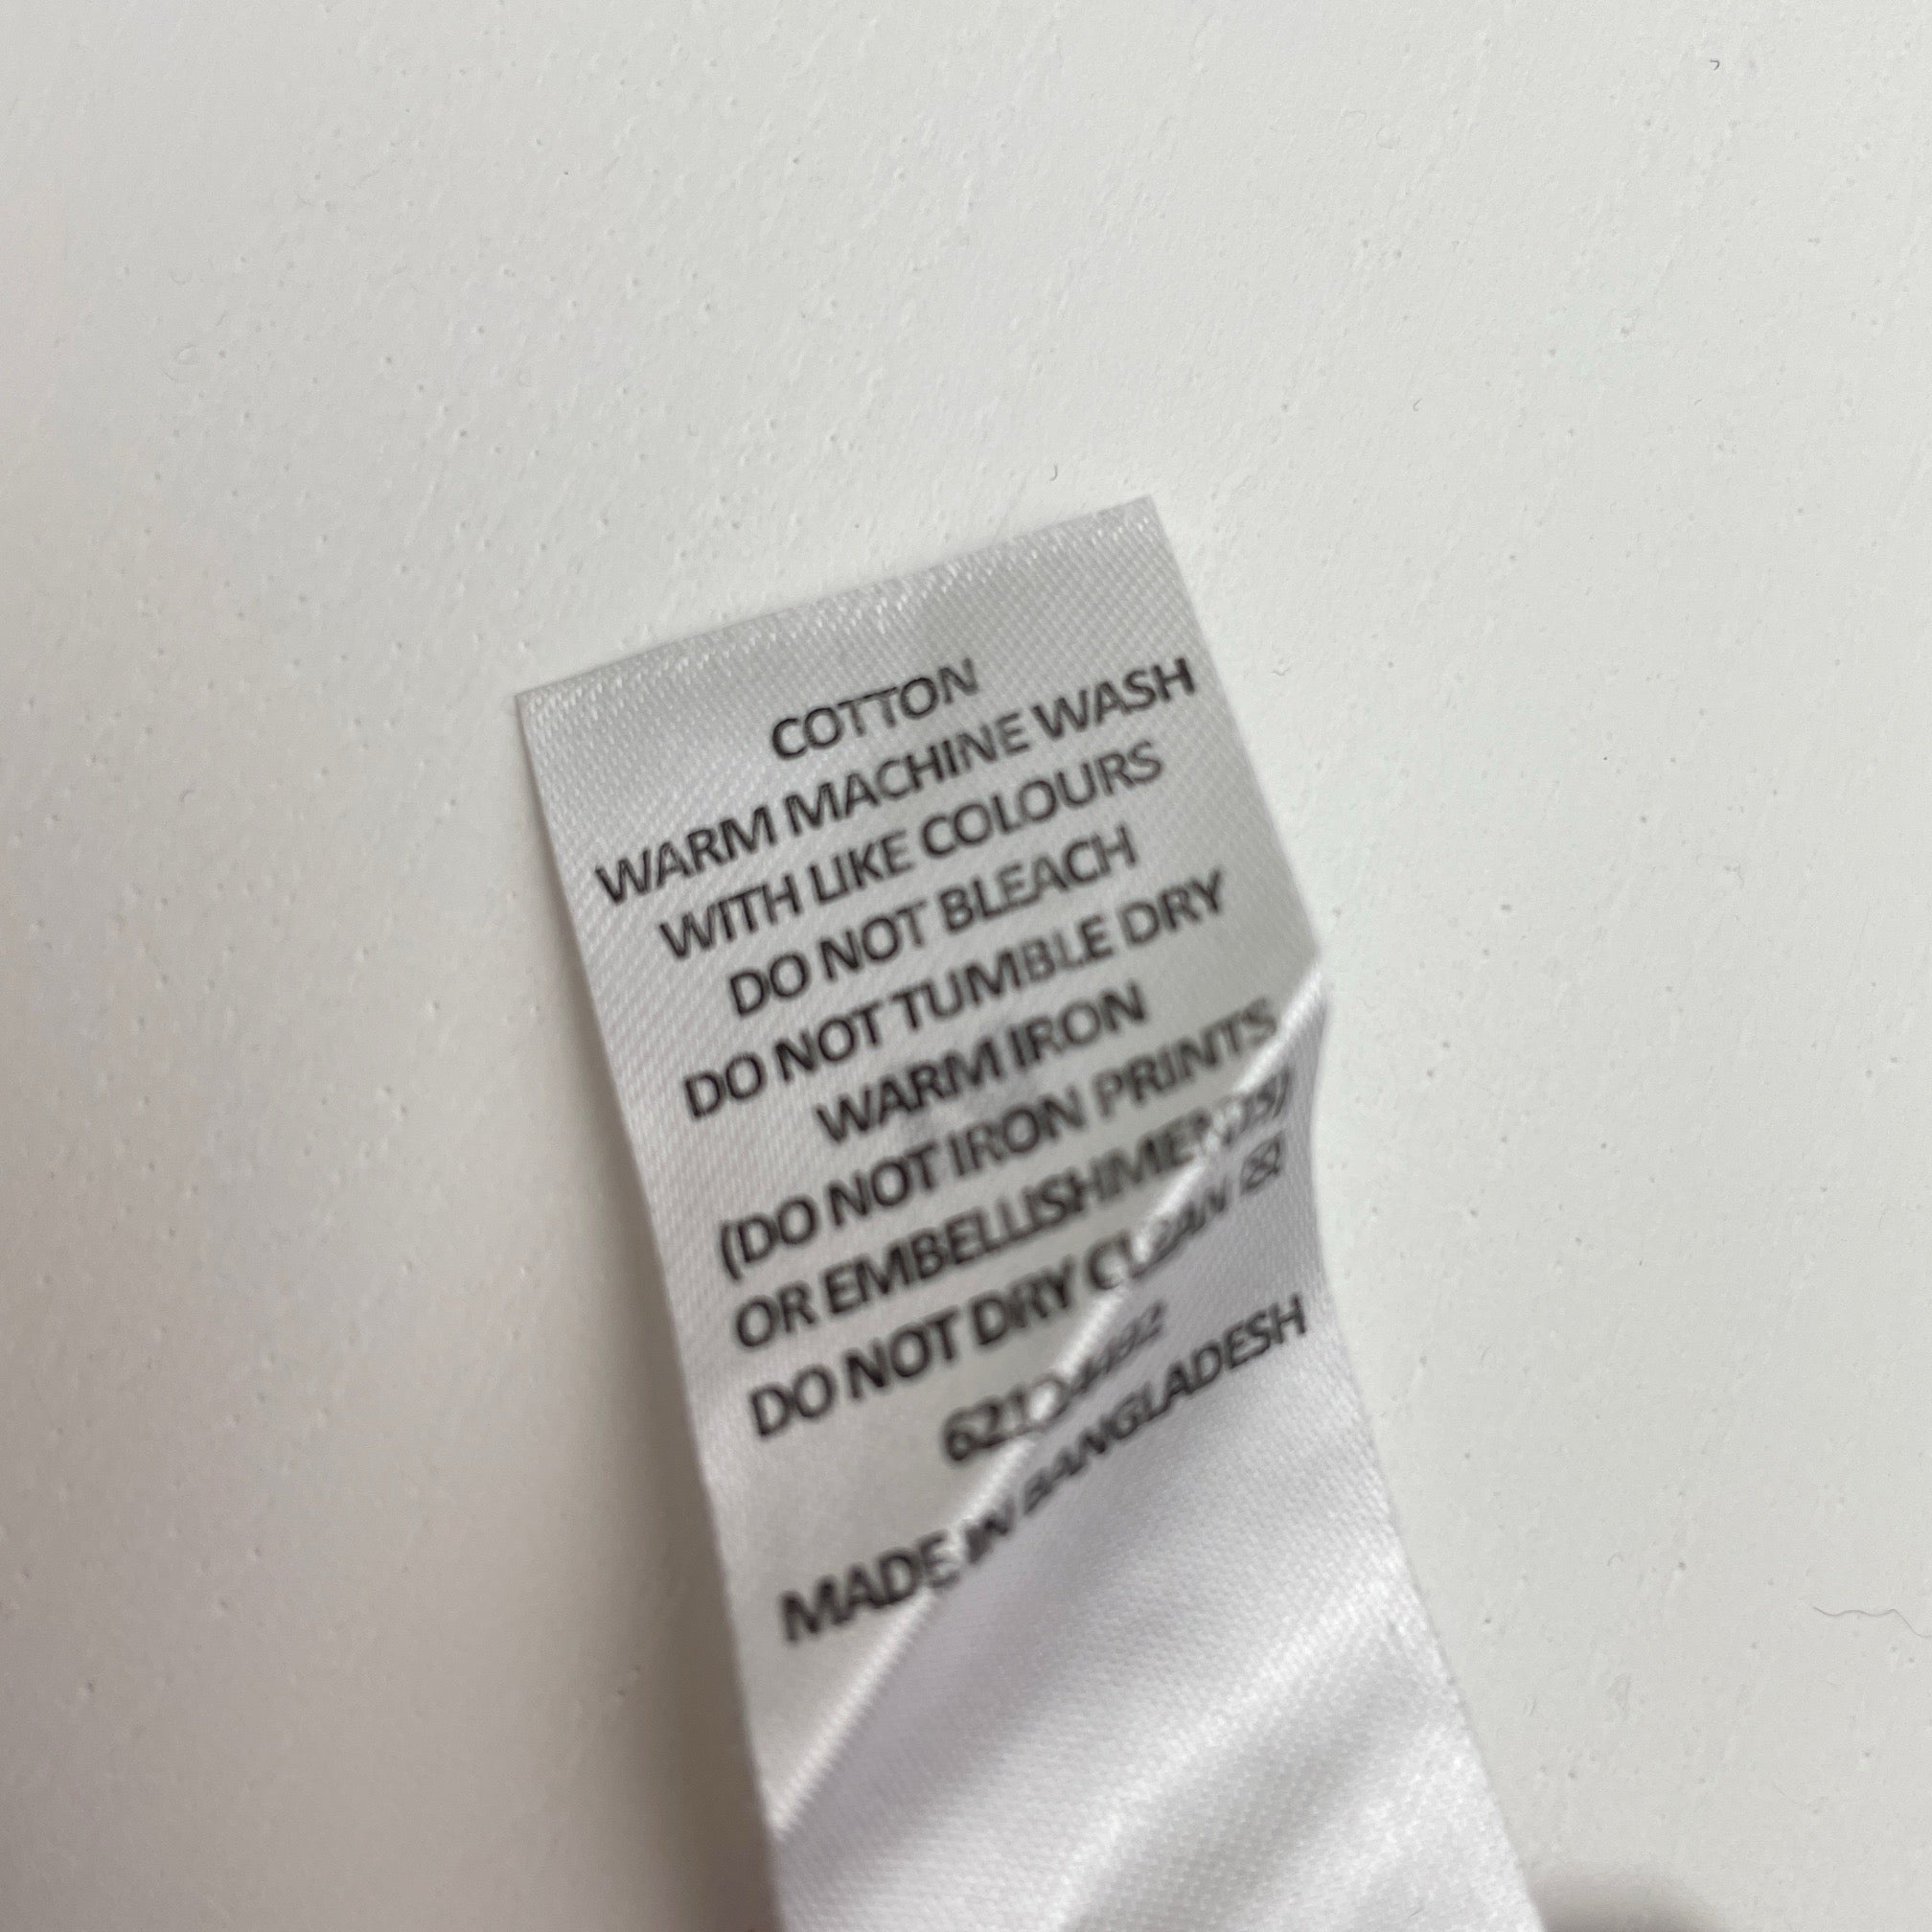 COTTON
WARM MACHINE WASH
WITH LIKE COLOURS
DO NOT BLEACH
DO NOT TUMBLE DRY
WARM IRON
(DO NOT IRON PRINTS
OR EMBELLISHMENTS)
DO NOT DRY CLEAN
MADE IN BANGLADESH